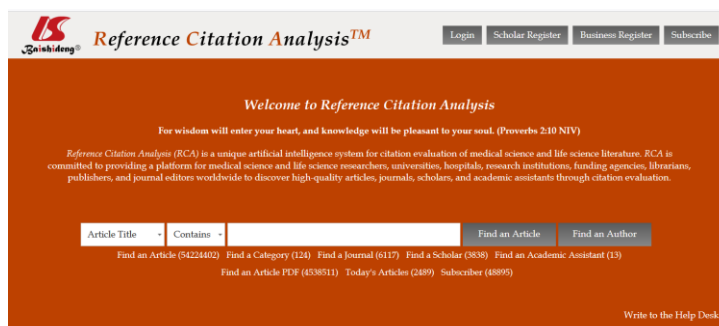 Baishideng®
Reference Citation Analysis™
Login Scholar Register Business Register Subscribe
Welcome to Reference Citation Analysis
For wisdom will enter your heart, and knowledge will be pleasant to your soul. (Proverbs 2:10 NIV)
Reference Citation Analysis (RCA) is a unique artificial intelligence system for citation evaluation of medical science and life science literature. RCA is
committed to providing a platform for medical science and life science researchers, universities, hospitals, research institutions, funding agencies, librarians,
publishers, and journal editors worldwide to discover high-quality articles, journals, scholars, and academic assistants through citation evaluation.
Article Title Contains Find an Article Find an Author
Find an Article (54224402) Find a Category (124) Find a Journal (6117) Find a Scholar (3838) Find an Academic Assistant (13)
Find an Article PDF (4538511) Today's Articles (2489) Subscriber (48895)
Write to the Help Desk